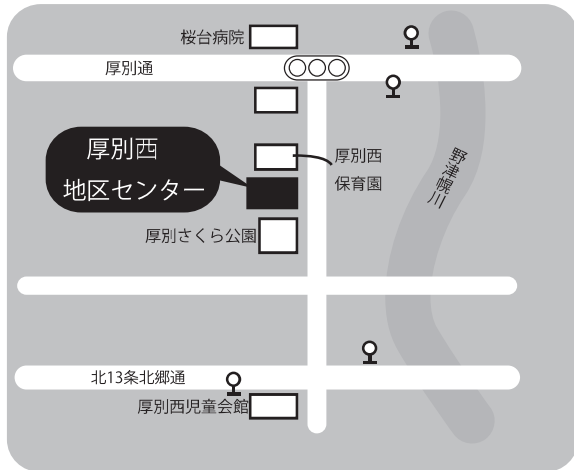 桜台病院
厚別通
厚別西
地区センター
厚別西
保育園
野津幌川
厚別さくら公園
北13条北郷通
厚別西児童会館